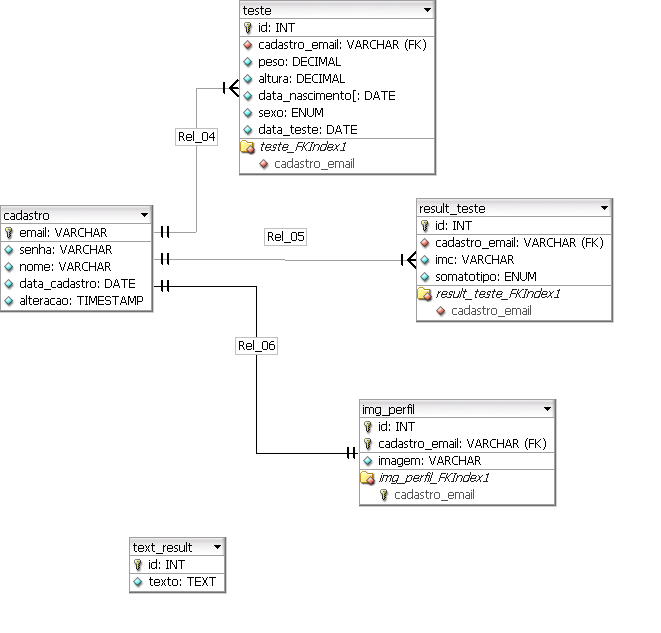 teste
id: INT
cadastro_email: VARCHAR (FK)
peso: DECIMAL
altura: DECIMAL
data_nascimento[: DATE
sexo: ENUM
data_teste: DATE
teste_FKIndex1
cadastro_email
Rel_04
cadastro
email: VARCHAR
senha: VARCHAR
nome: VARCHAR
data_cadastro: DATE
alteracao: TIMESTAMP
Rel_05
result_teste
id: INT
cadastro_email: VARCHAR (FK)
imc: VARCHAR
somatotipo: ENUM
result_teste_FKIndex1
cadastro_email
Rel_06
img_perfil
id: INT
cadastro_email: VARCHAR (FK)
imagem: VARCHAR
img_perfil_FKIndex1
cadastro_email
text_result
id: INT
texto: TEXT